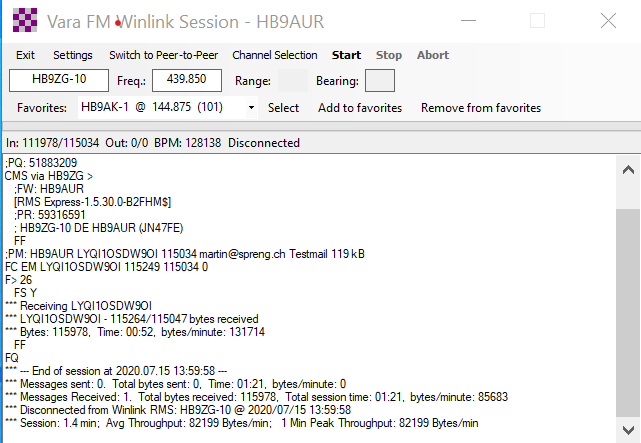 Vara FM Winlink Session - HB9AUR
Exit Settings Switch to Peer-to-Peer Channel Selection Start Stop Abort
HB9ZG-10 Freq.: 439.850 Range: Bearing:
Favorites: HB9AK-1 @ 144.875 (101) Select Add to favorites Remove from favorites
In: 111978/115034 Out: 0/0 BPM: 128138 Disconnected
;PQ: 51883209
CMS via HB9ZG >
;FW: HB9AUR
[RMS Express-1.5.30.0-B2FHM$]
;PR: 59316591
; HB9ZG-10 DE HB9AUR (JN47FE)
FF
;PM: HB9AUR LYQI1OSDW9OI 115034 martin@spreng.ch Testmail 119 kB
FC EM LYQI1OSDW9OI 115249 115034 0
F> 26
FS Y
*** Receiving LYQI1OSDW9OI
*** LYQI1OSDW9OI - 115264/115047 bytes received
*** Bytes: 115978, Time: 00:52, bytes/minute: 131714
FF
FQ
*** --- End of session at 2020.07.15 13:59:58 ---
*** Messages sent: 0. Total bytes sent: 0, Time: 01:21, bytes/minute: 0
*** Messages Received: 1. Total bytes received: 115978, Total session time: 01:21, bytes/minute: 85683
*** Disconnected from Winlink RMS: HB9ZG-10 @ 2020/07/15 13:59:58
*** Session: 1.4 min; Avg Throughput: 82199 Bytes/min; 1 Min Peak Throughput: 82199 Bytes/min